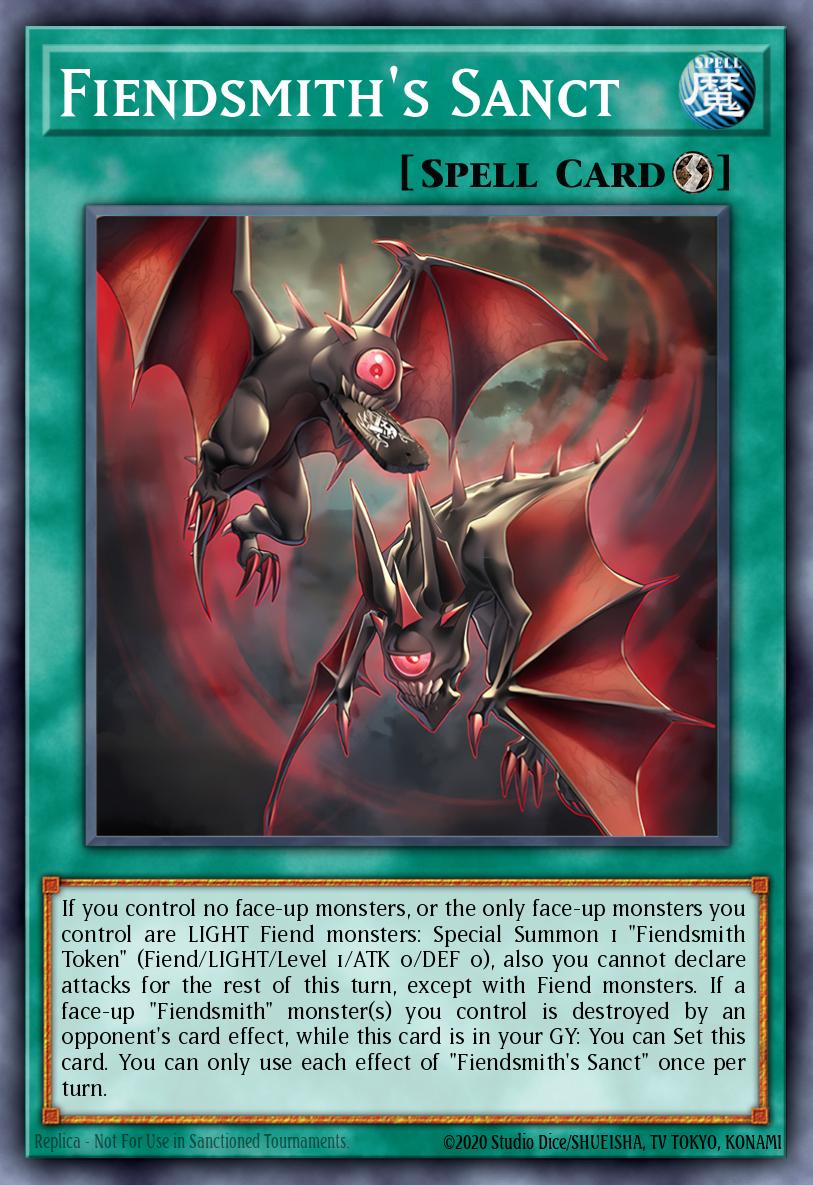 Fiendsmith's Sanct
SPELL
魔
[Spell Card]
If you control no face-up monsters, or the only face-up monsters you
control are LIGHT Fiend monsters: Special Summon 1 "Fiendsmith
Token" (Fiend/LIGHT/Level 1/ATK 0/DEF 0), also you cannot declare
attacks for the rest of this turn, except with Fiend monsters. If a
face-up "Fiendsmith" monster(s) you control is destroyed by an
opponent's card effect, while this card is in your GY: You can Set this
card. You can only use each effect of "Fiendsmith's Sanct" once per
turn.
Replica - Not For Use in Sanctioned Tournaments.
©2020 Studio Dice/SHUEISHA, TV TOKYO, KONAMI